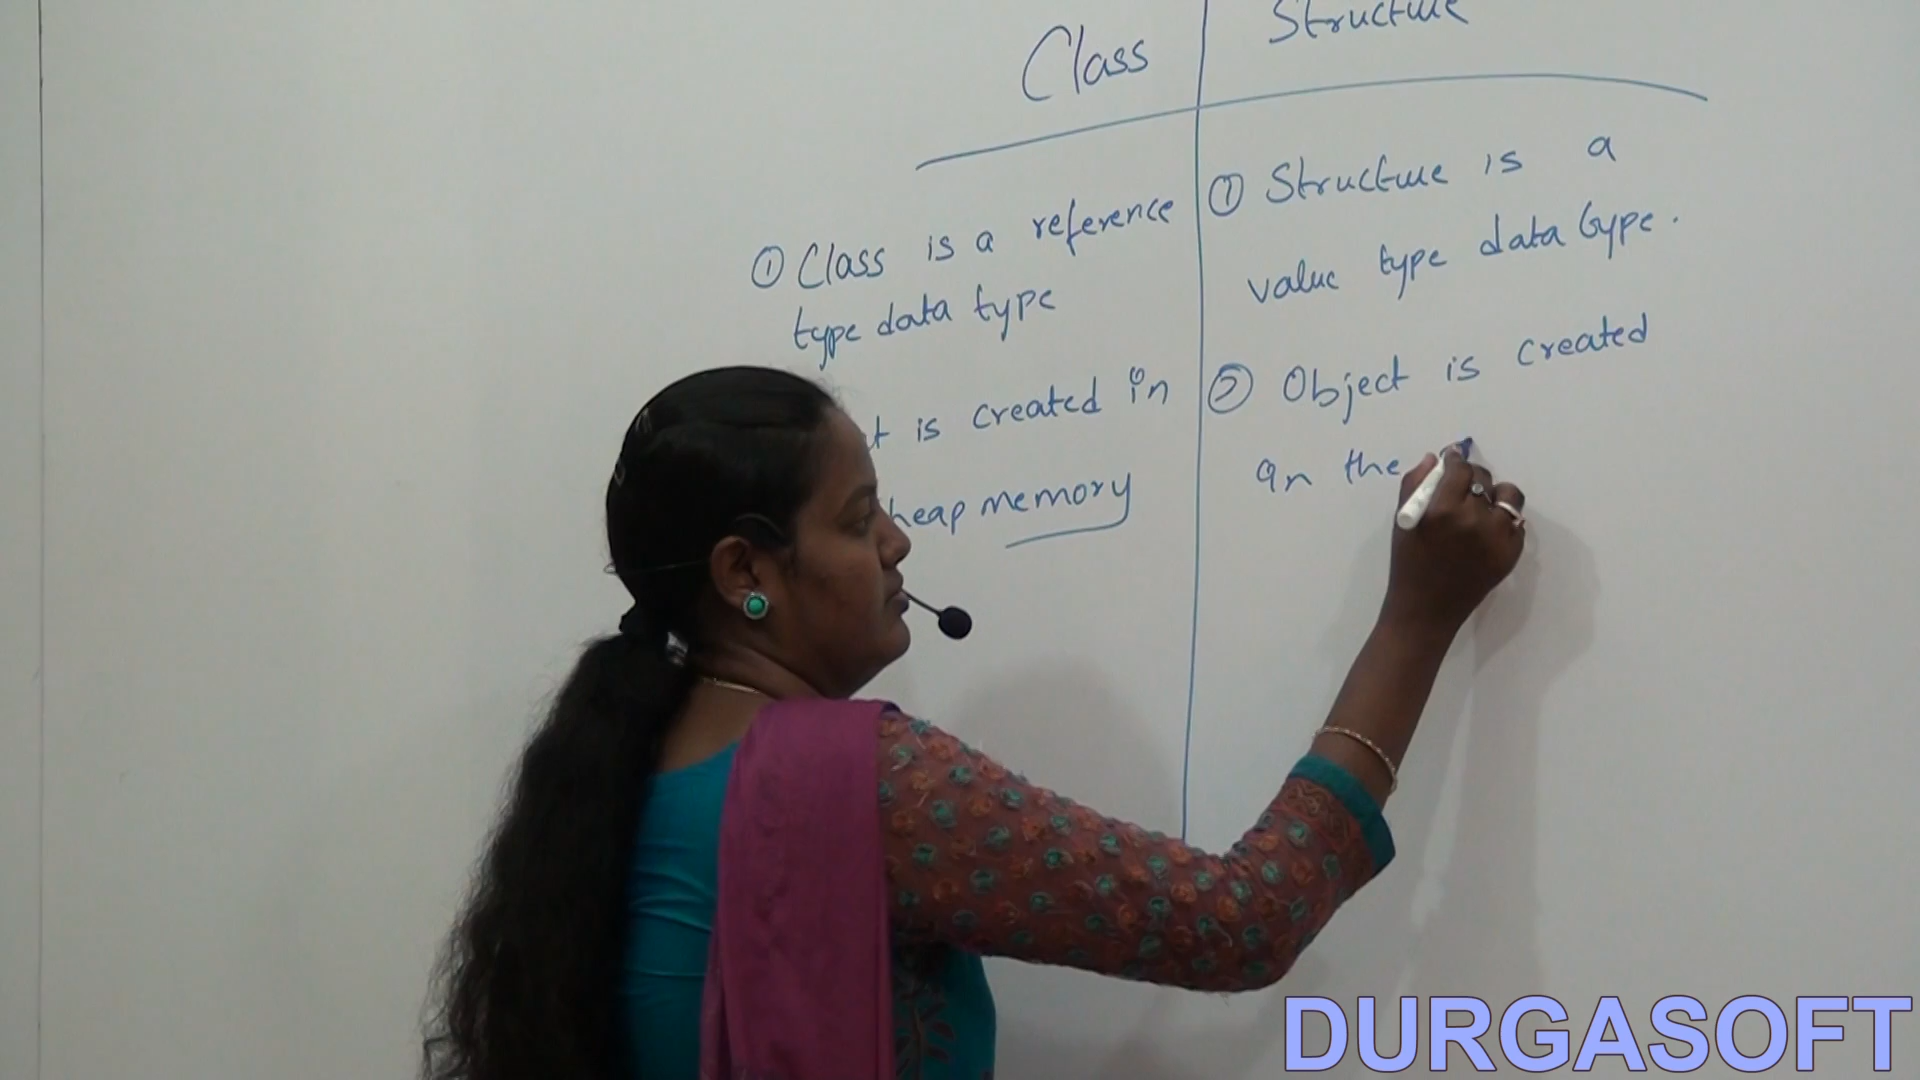 Class
Structure
① Class is a reference
type data type
is created in
heap memory
① Structure is a
value type data type.
② Object is created
In the
DURGASOFT